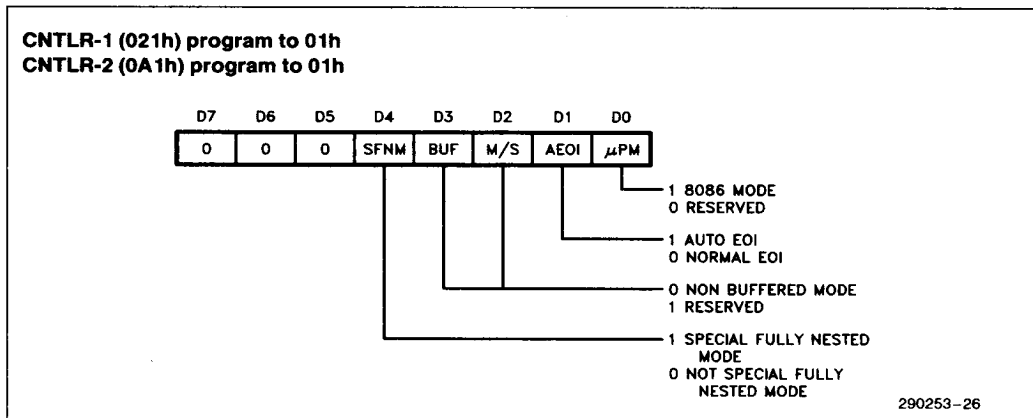 CNTLR-1 (021h) program to 01h
CNTLR-2 (0A1h) program to 01h
D7 D6 D5 D4 D3 D2 D1 D0
0 0 0 SFNM BUF M/S AEOI μPM
1 8086 MODE
0 RESERVED
1 AUTO EOI
0 NORMAL EOI
0 NON BUFFERED MODE
1 RESERVED
1 SPECIAL FULLY NESTED
MODE
0 NOT SPECIAL FULLY
NESTED MODE
290253-26